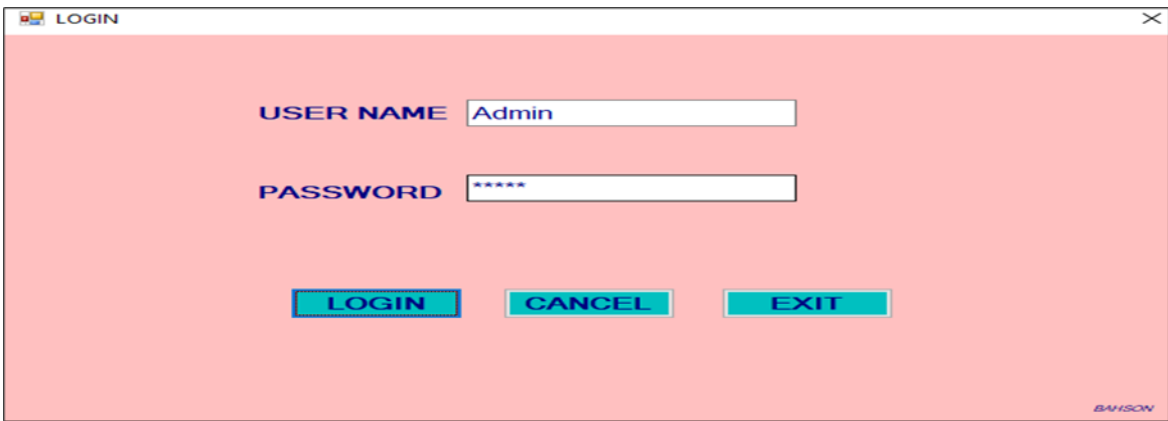 LOGIN
USER NAME Admin
PASSWORD *****
LOGIN CANCEL EXIT
BAHSON